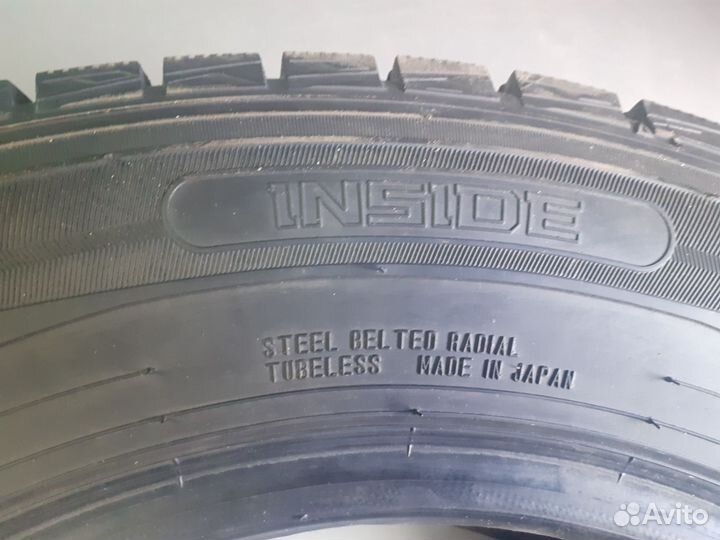 INSIDE
STEEL BELTED RADIAL
TUBELESS MADE IN JAPAN
Avito